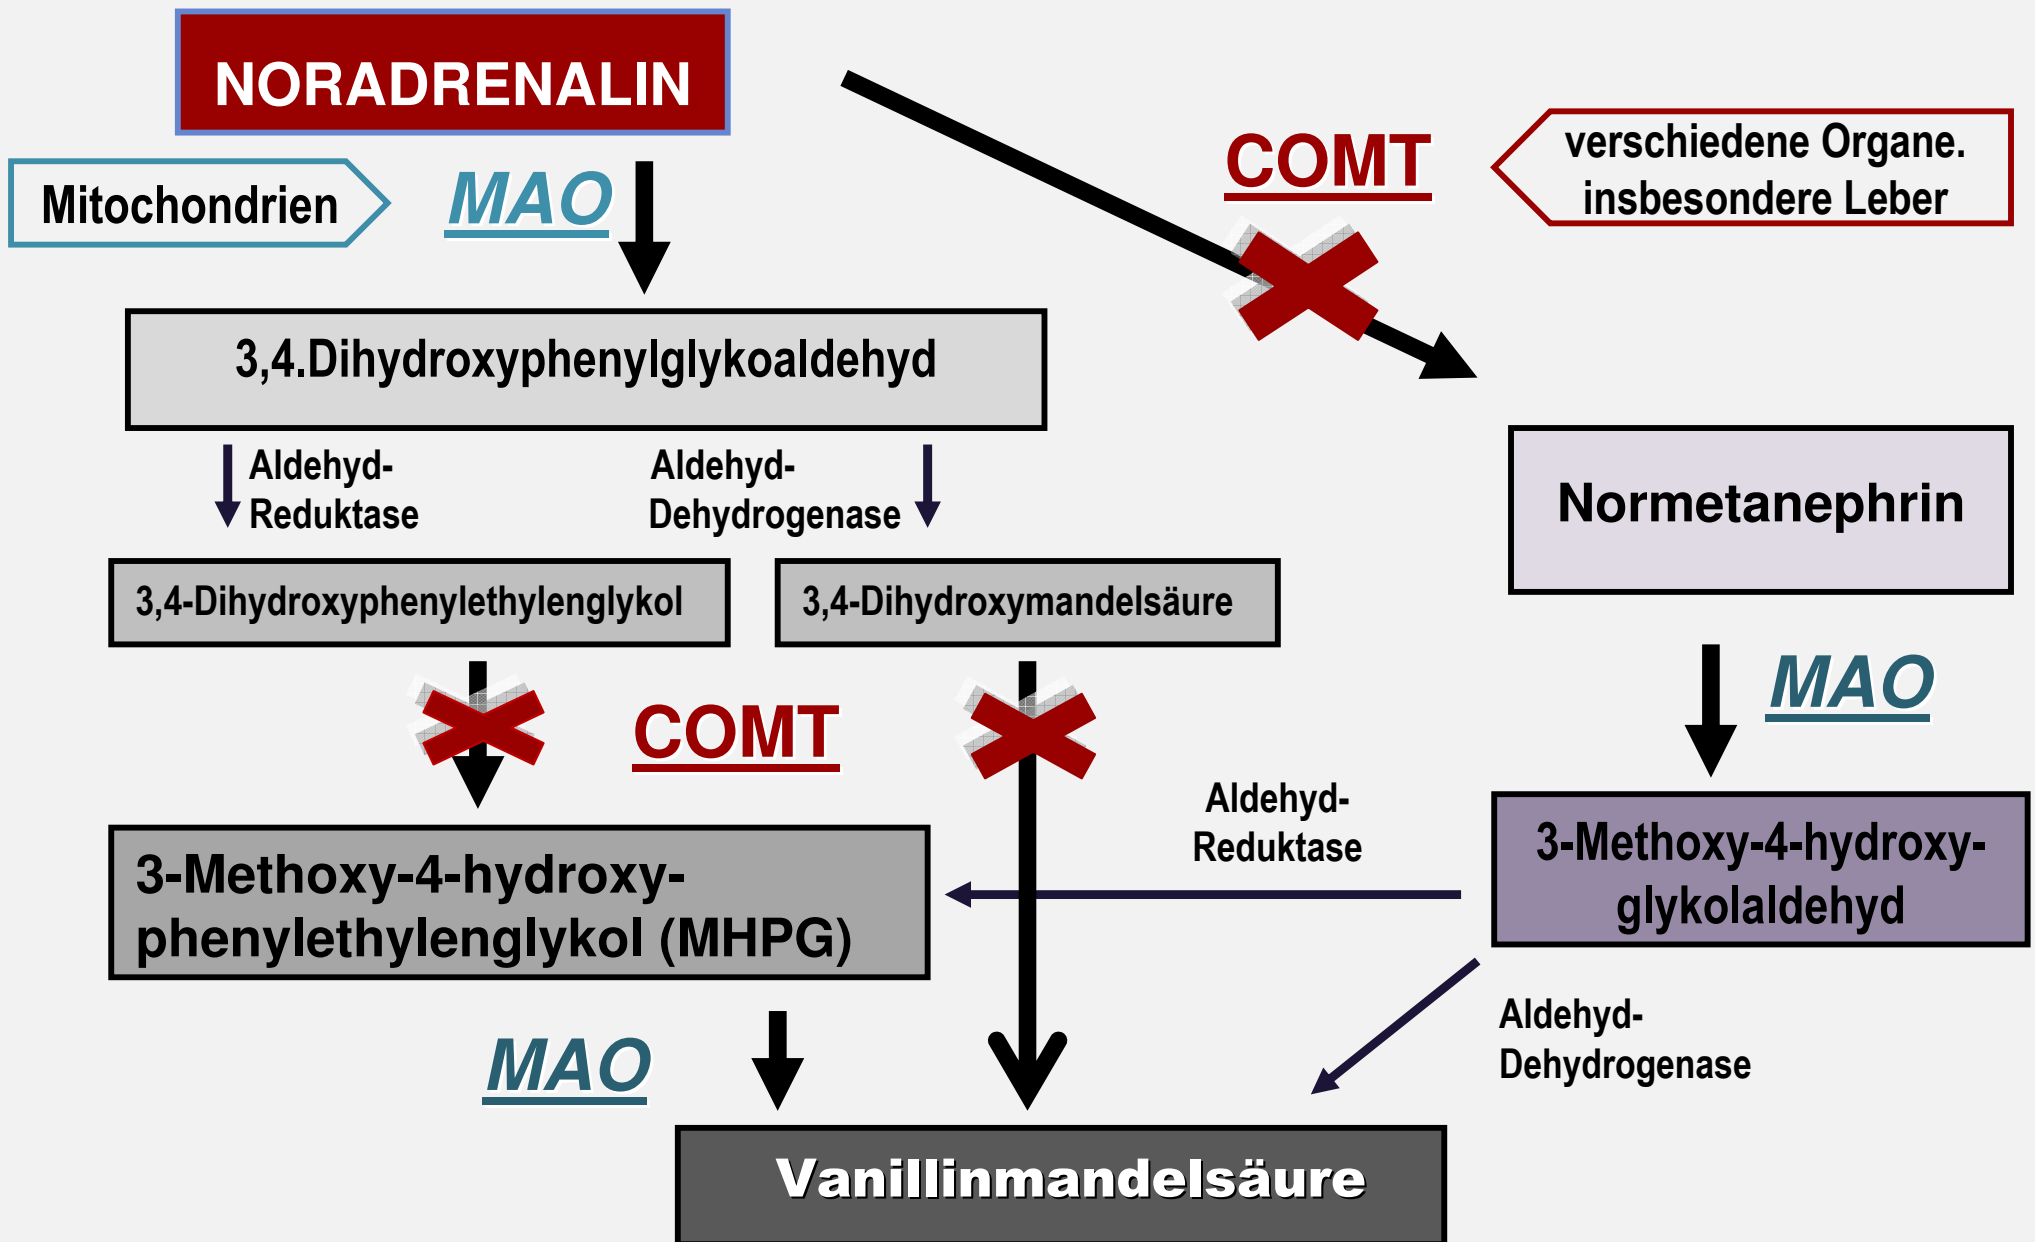 NORADRENALIN
COMT
verschiedene Organe.
insbesondere Leber
Mitochondrien
MAO
3,4.Dihydroxyphenylglykoaldehyd
Aldehyd-
Reduktase
Aldehyd-
Dehydrogenase
Normetanephrin
3,4-Dihydroxyphenylethylenglykol
3,4-Dihydroxymandelsäure
COMT
MAO
Aldehyd-
Reduktase
3-Methoxy-4-hydroxy-
phenylethylenglykol (MHPG)
3-Methoxy-4-hydroxy-
glykolaldehyd
MAO
Aldehyd-
Dehydrogenase
Vanillinmandelsäure